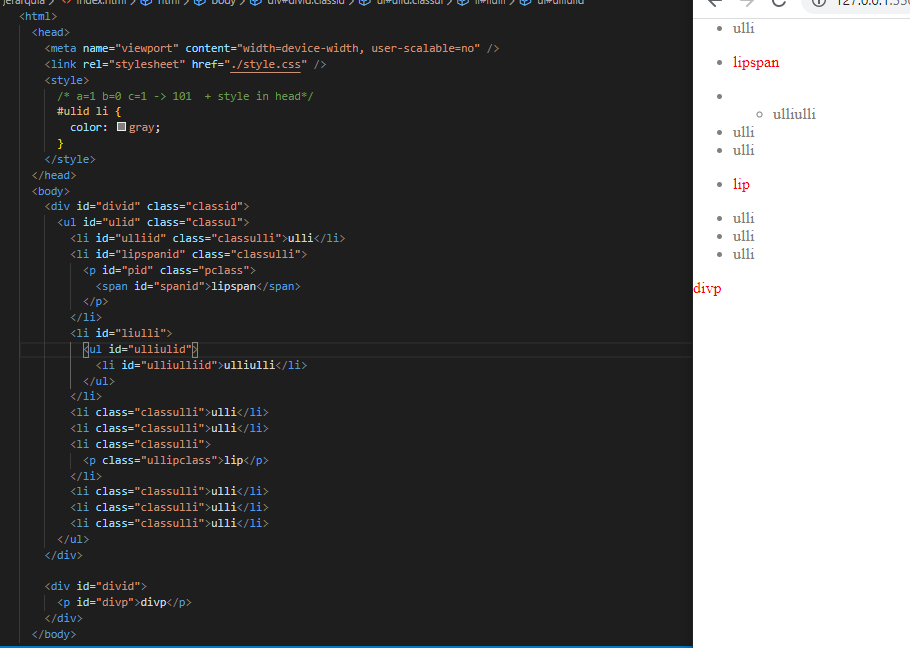 jerarquia > index.html > html > body > div#divid.classid > ul#ulid.classul > li#liulli > ul#ulliulid
<html>
<head>
<meta name="viewport" content="width=device-width, user-scalable=no" />
<link rel="stylesheet" href="./style.css" />
<style>
/* a=1 b=0 c=1 -> 101  + style in head*/
#ulid li {
color: gray;
}
</style>
</head>
<body>
<div id="divid" class="classid">
<ul id="ulid" class="classul">
<li id="ulliid" class="classulli">ulli</li>
<li id="lipspanid" class="classulli">
<p id="pid" class="pclass">
<span id="spanid">lipspan</span>
</p>
</li>
<li id="liulli">
<ul id="ulliulid">
<li id="ulliulliid">ulliulli</li>
</ul>
</li>
<li class="classulli">ulli</li>
<li class="classulli">ulli</li>
<li class="classulli">
<p class="ullipclass">lip</p>
</li>
<li class="classulli">ulli</li>
<li class="classulli">ulli</li>
<li class="classulli">ulli</li>
</ul>
</div>
<div id="divid">
<p id="divp">divp</p>
</div>
</body>
ulli
lipspan
ulliulli
ulli
ulli
lip
ulli
ulli
ulli
divp